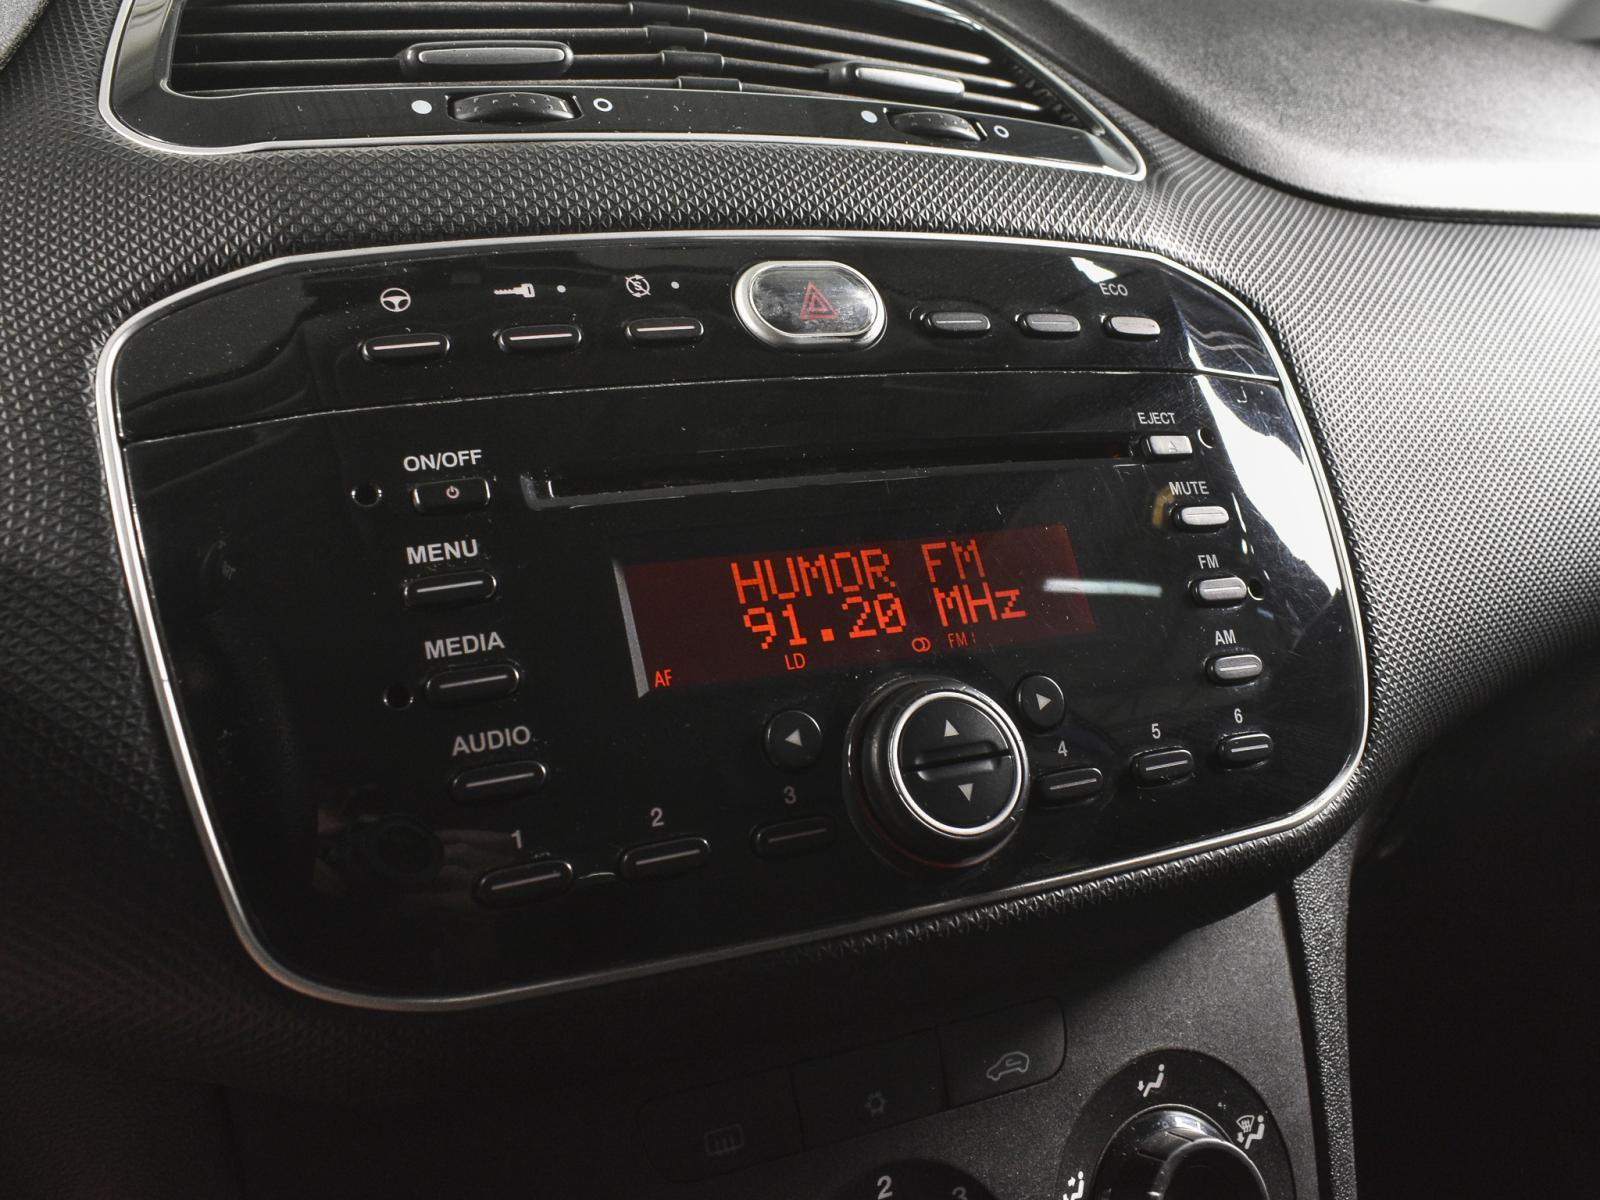 ECO
EJECT
ON/OFF
MUTE
MENU
HUMOR FM
FM
91.20 MHz
MEDIA
AF LD FM
AM
AUDIO
1 2 3 4 5 6
2
3